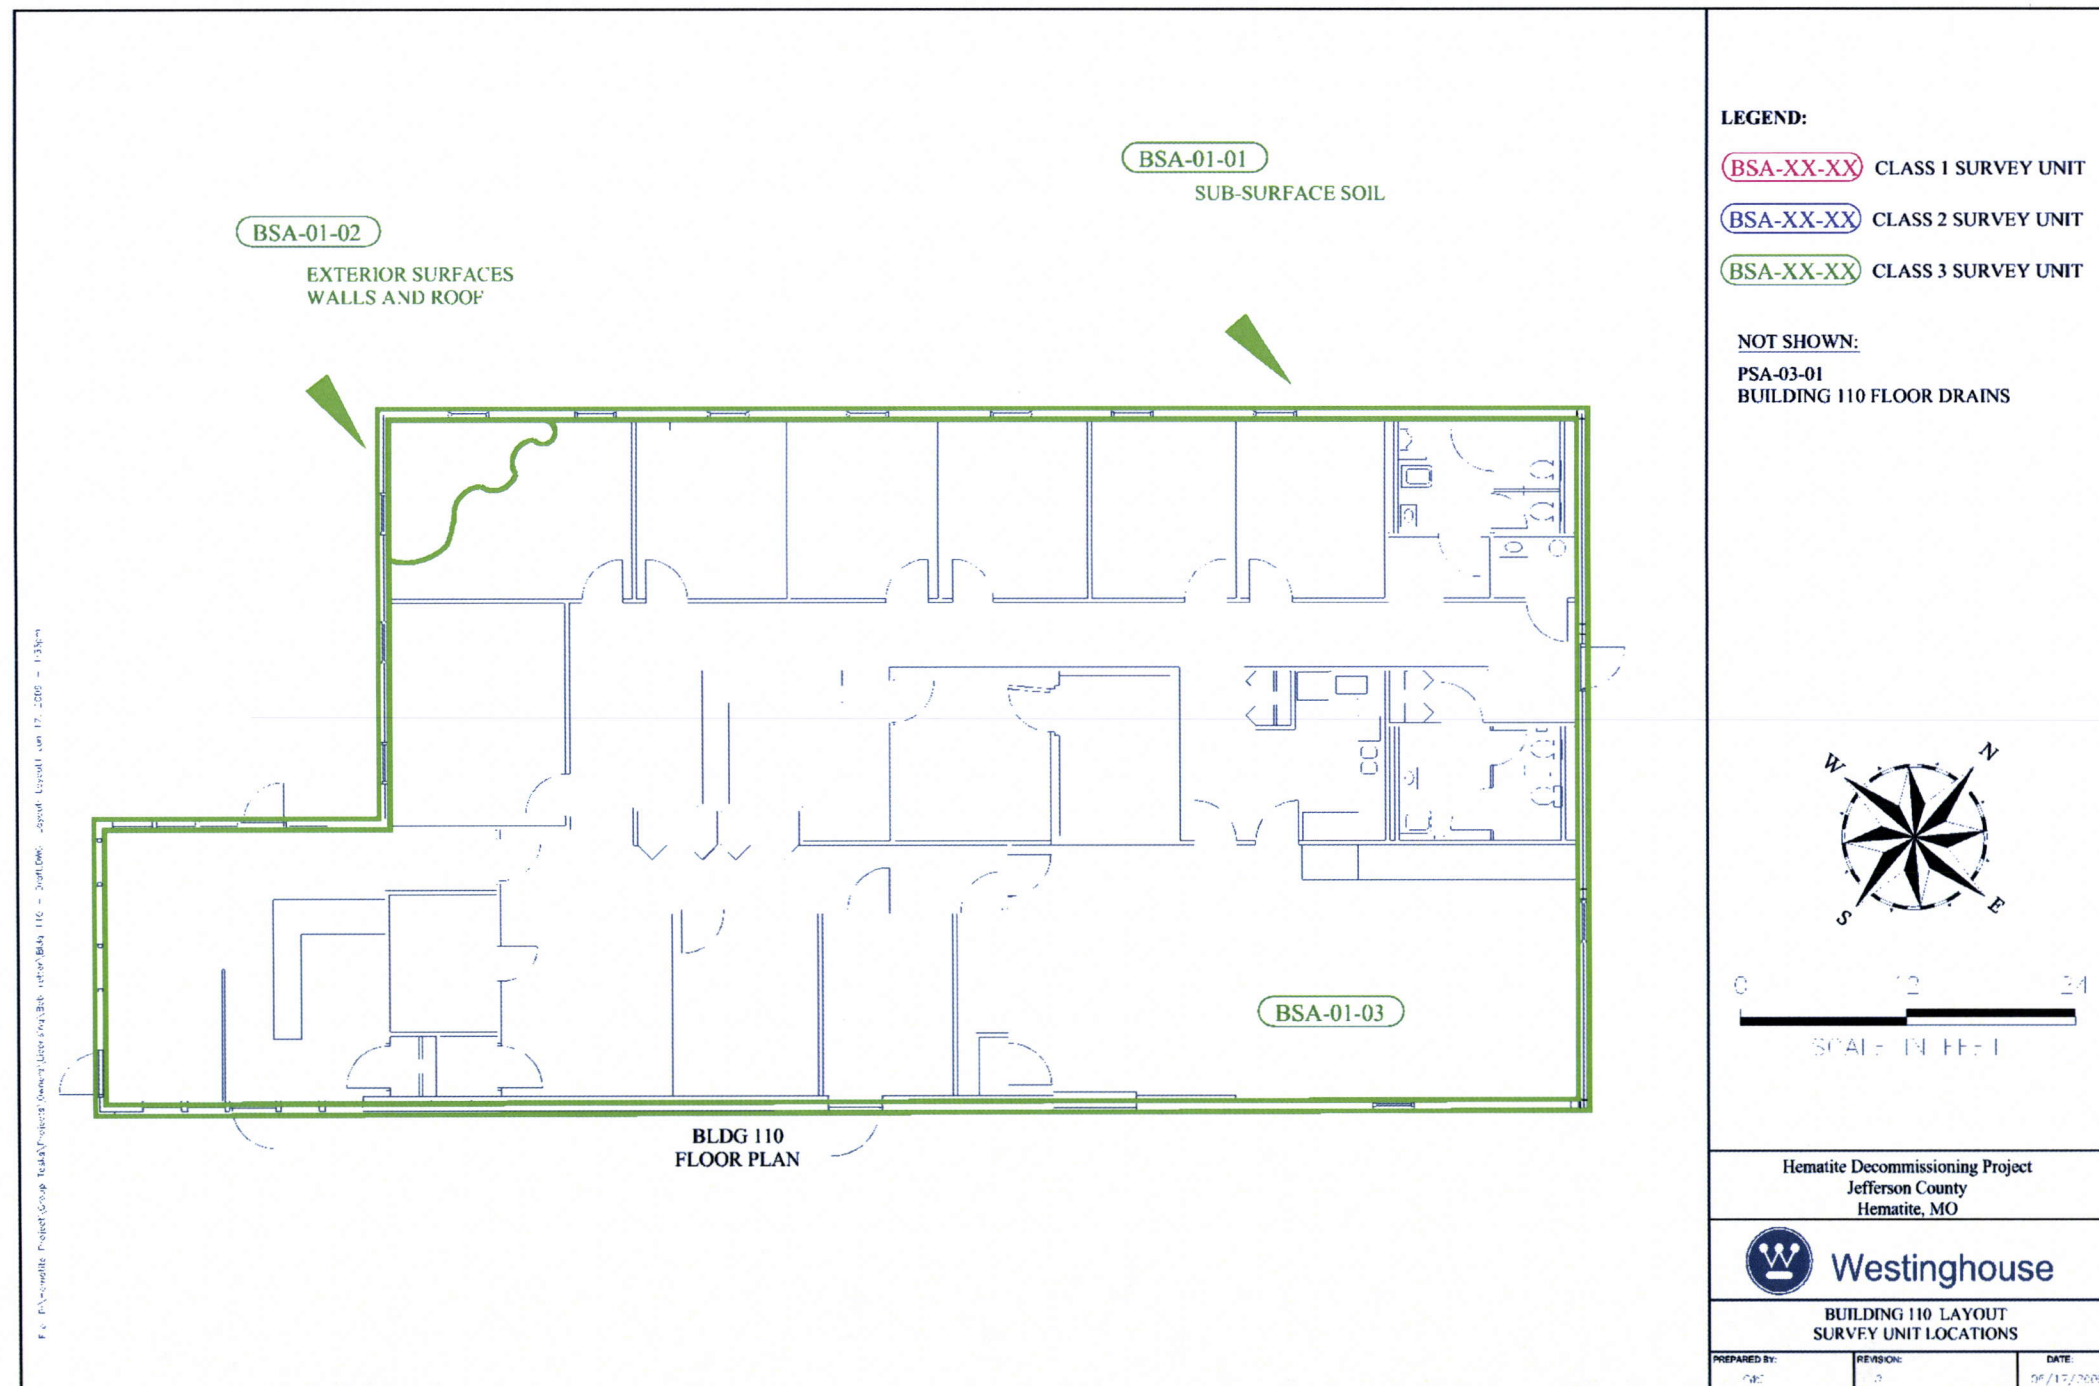 BSA-01-01
SUB-SURFACE SOIL
BSA-01-02
EXTERIOR SURFACES
WALLS AND ROOF
BSA-01-03
BLDG 110
FLOOR PLAN
LEGEND:
BSA-XX-XX CLASS 1 SURVEY UNIT
BSA-XX-XX CLASS 2 SURVEY UNIT
BSA-XX-XX CLASS 3 SURVEY UNIT
NOT SHOWN:
PSA-03-01
BUILDING 110 FLOOR DRAINS
W N
S E
0 12 24
SCALE IN FEET
Hematite Decommissioning Project
Jefferson County
Hematite, MO
Westinghouse
BUILDING 110 LAYOUT
SURVEY UNIT LOCATIONS
PREPARED BY: REVISION: DATE: